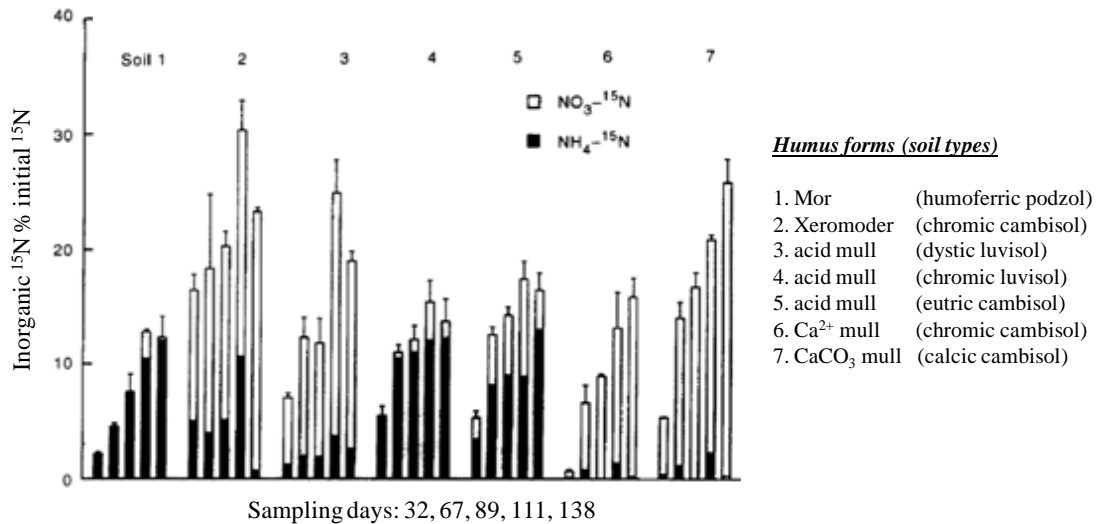 40
30
20
10
0
Inorganic ¹⁵N % initial ¹⁵N
Soil 1 2 3 4 5 6 7
NO₃–¹⁵N
NH₄–¹⁵N
Sampling days: 32, 67, 89, 111, 138
Humus forms (soil types)
1. Mor (humoferric podzol)
2. Xeromoder (chromic cambisol)
3. acid mull (dystic luvisol)
4. acid mull (chromic luvisol)
5. acid mull (eutric cambisol)
6. Ca²⁺ mull (chromic cambisol)
7. CaCO₃ mull (calcic cambisol)